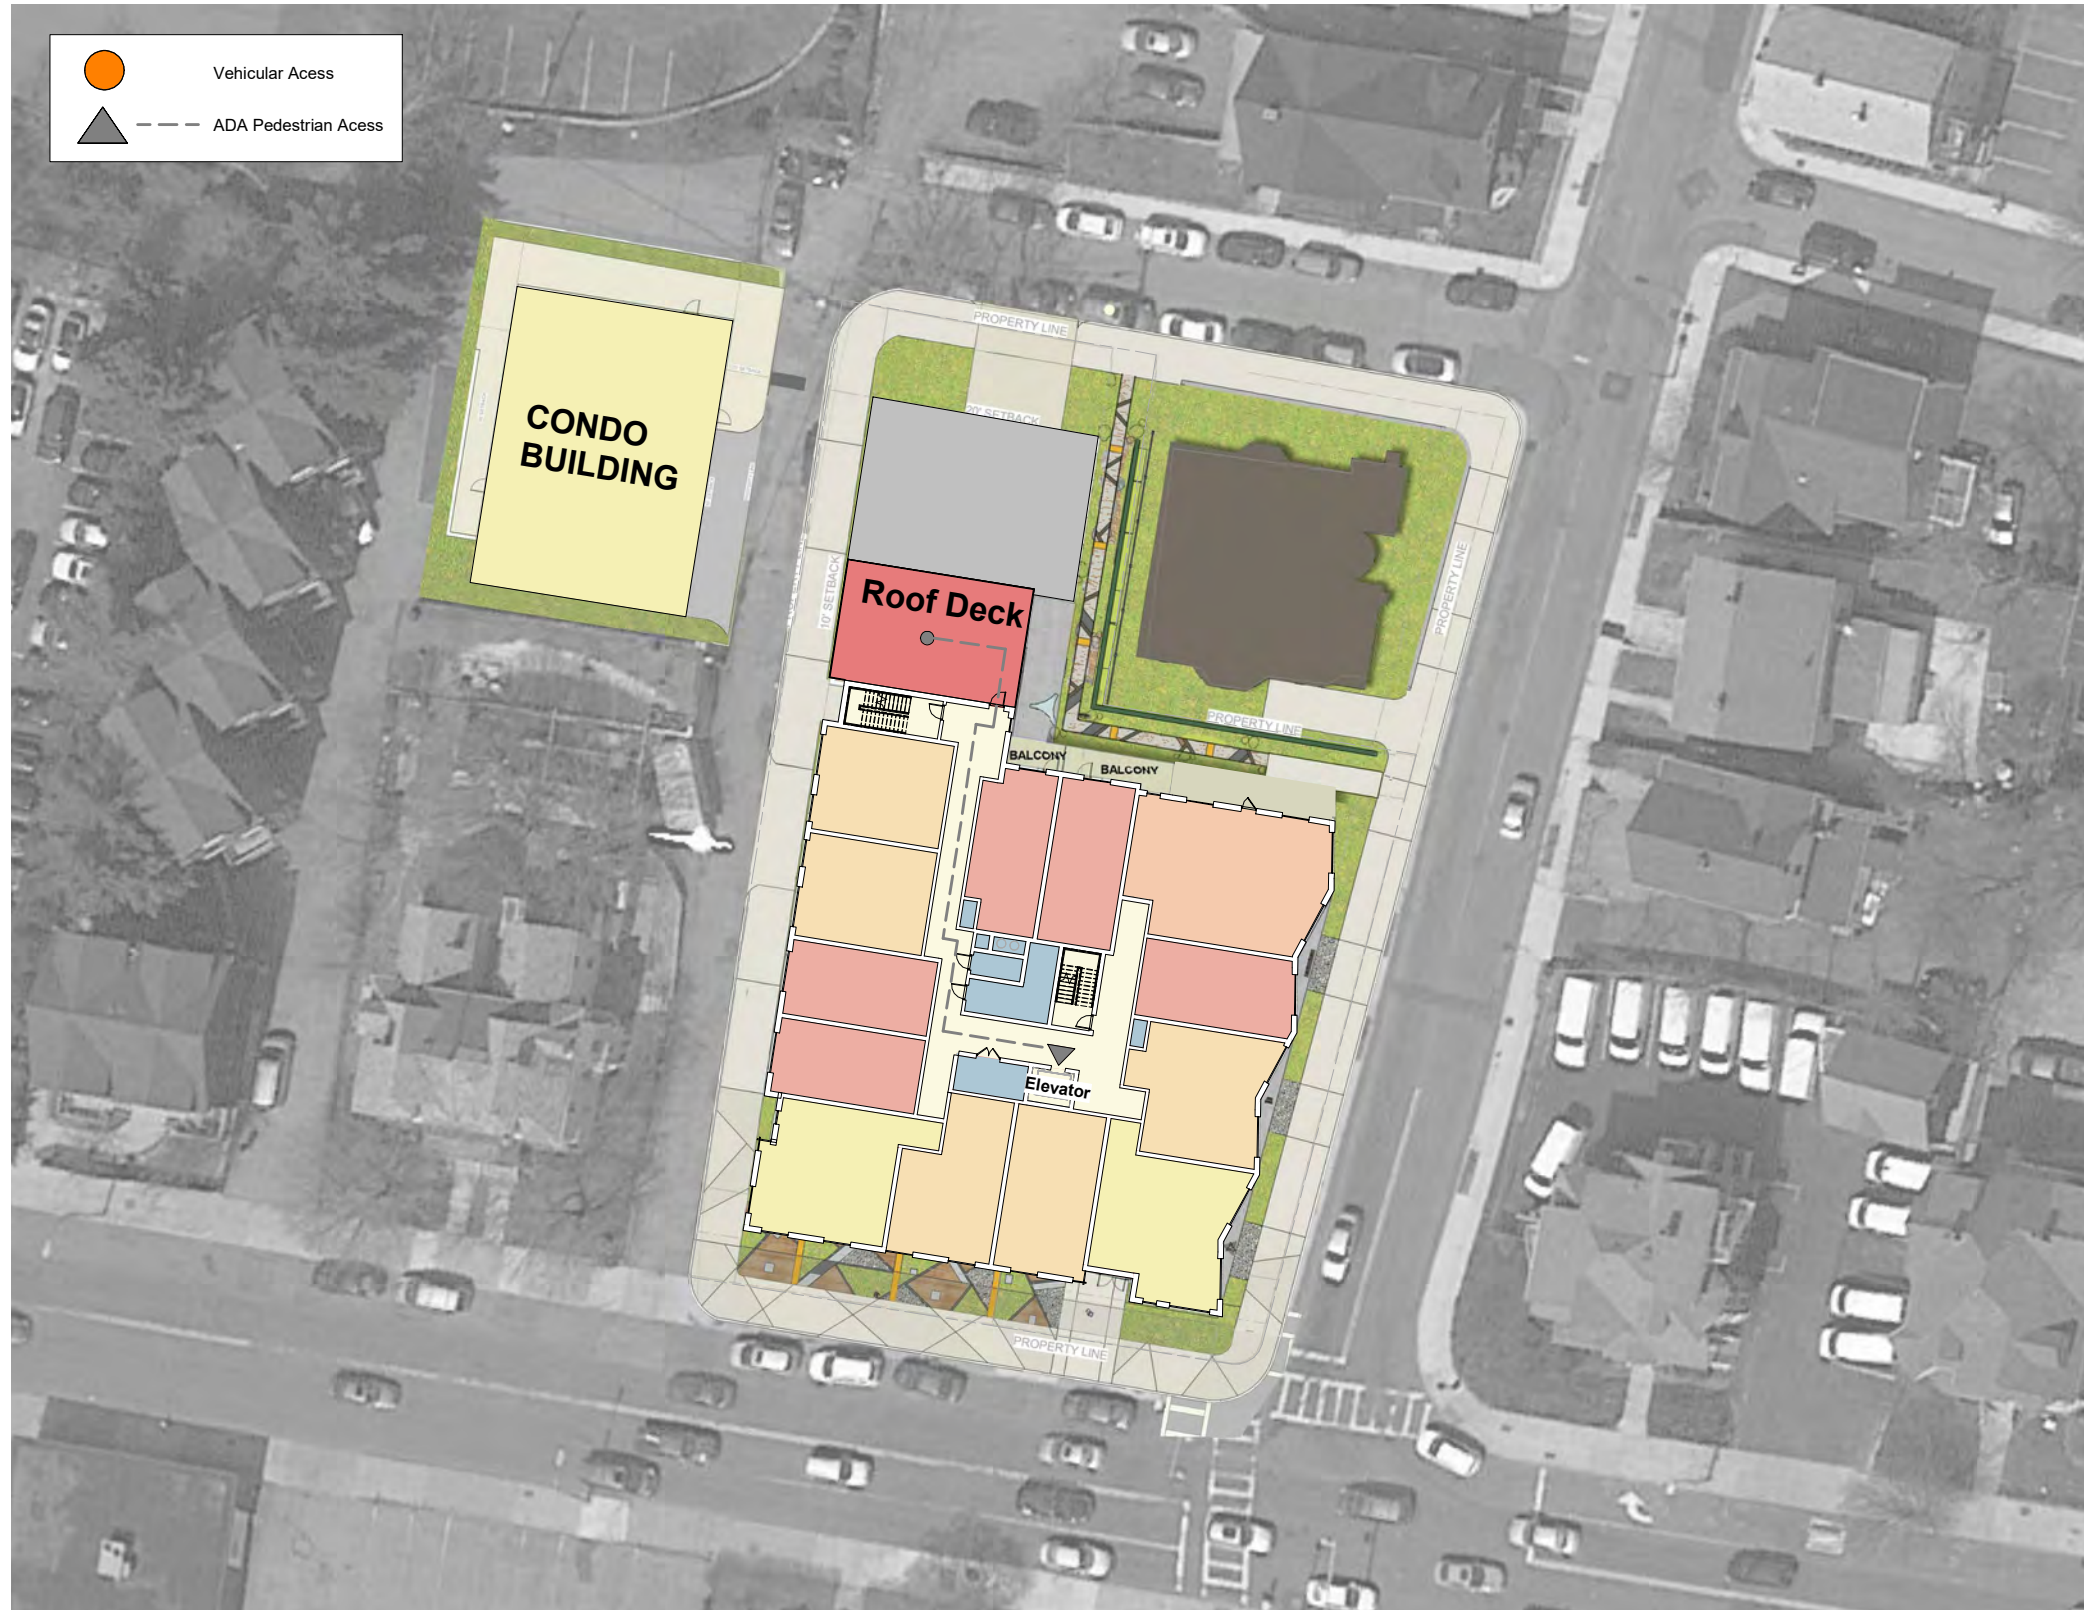 Vehicular Acess
ADA Pedestrian Acess
PROPERTY LINE
20' SETBACK
CONDO
BUILDING
10' SETBACK
Roof Deck
PROPERTY LINE
PROPERTY LINE
BALCONY
BALCONY
Elevator
PROPERTY LINE